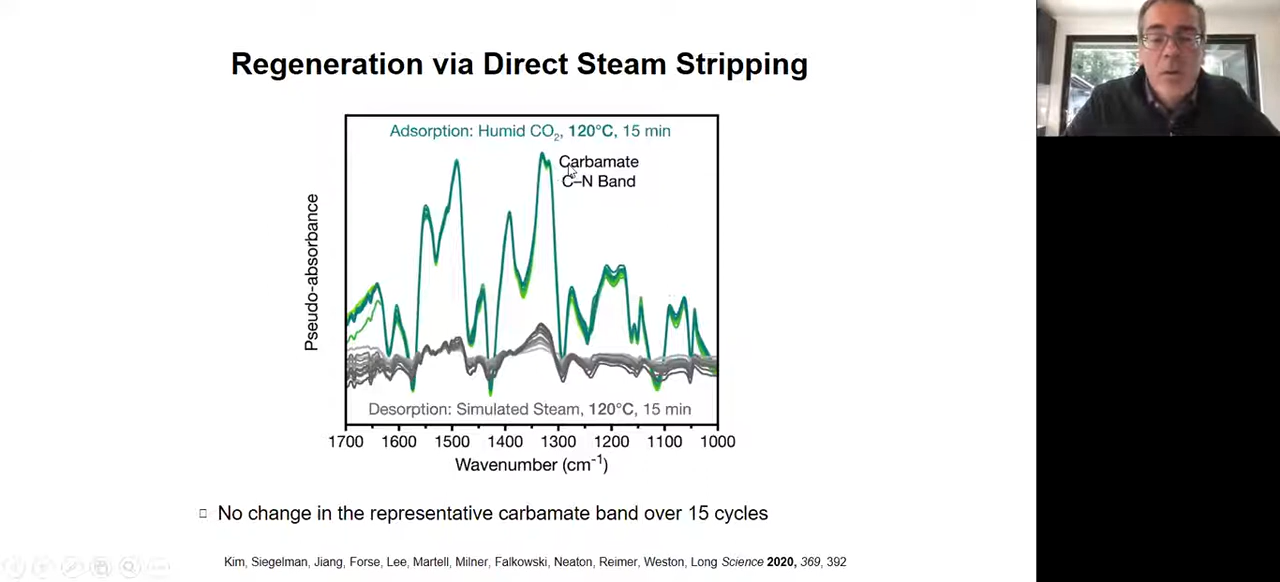 Regeneration via Direct Steam Stripping
Adsorption: Humid CO₂, 120°C, 15 min
Carbamate
C–N Band
Pseudo-absorbance
Desorption: Simulated Steam, 120°C, 15 min
1700 1600 1500 1400 1300 1200 1100 1000
Wavenumber (cm⁻¹)
No change in the representative carbamate band over 15 cycles
Kim, Siegelman, Jiang, Forse, Lee, Martell, Milner, Falkowski, Neaton, Reimer, Weston, Long Science 2020, 369, 392